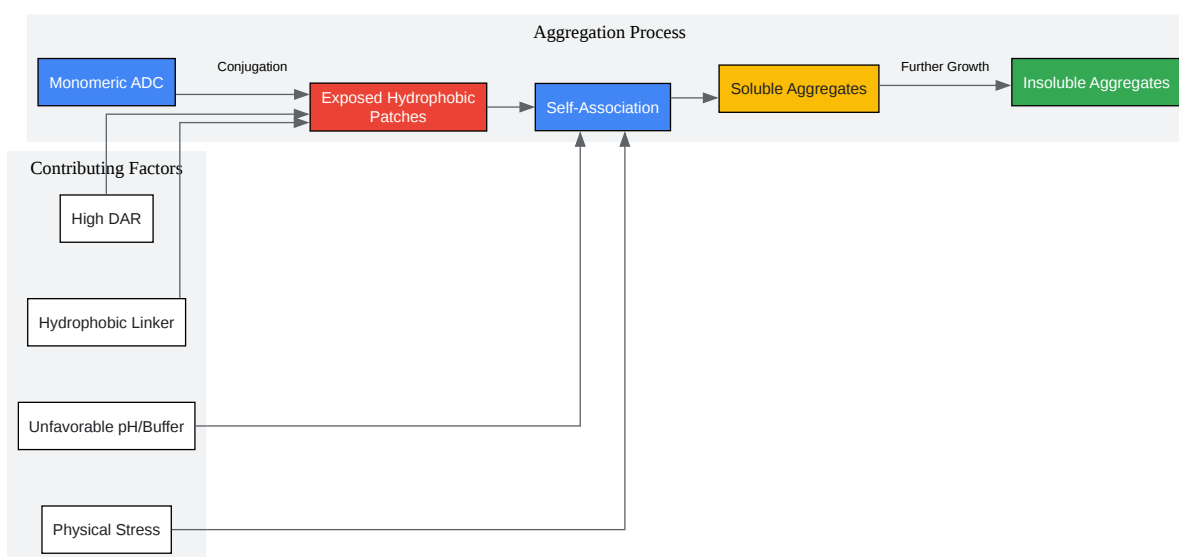 Aggregation Process
Monomeric ADC
Conjugation
Exposed Hydrophobic
Patches
Self-Association
Soluble Aggregates
Further Growth
Insoluble Aggregates
Contributing Factors
High DAR
Hydrophobic Linker
Unfavorable pH/Buffer
Physical Stress